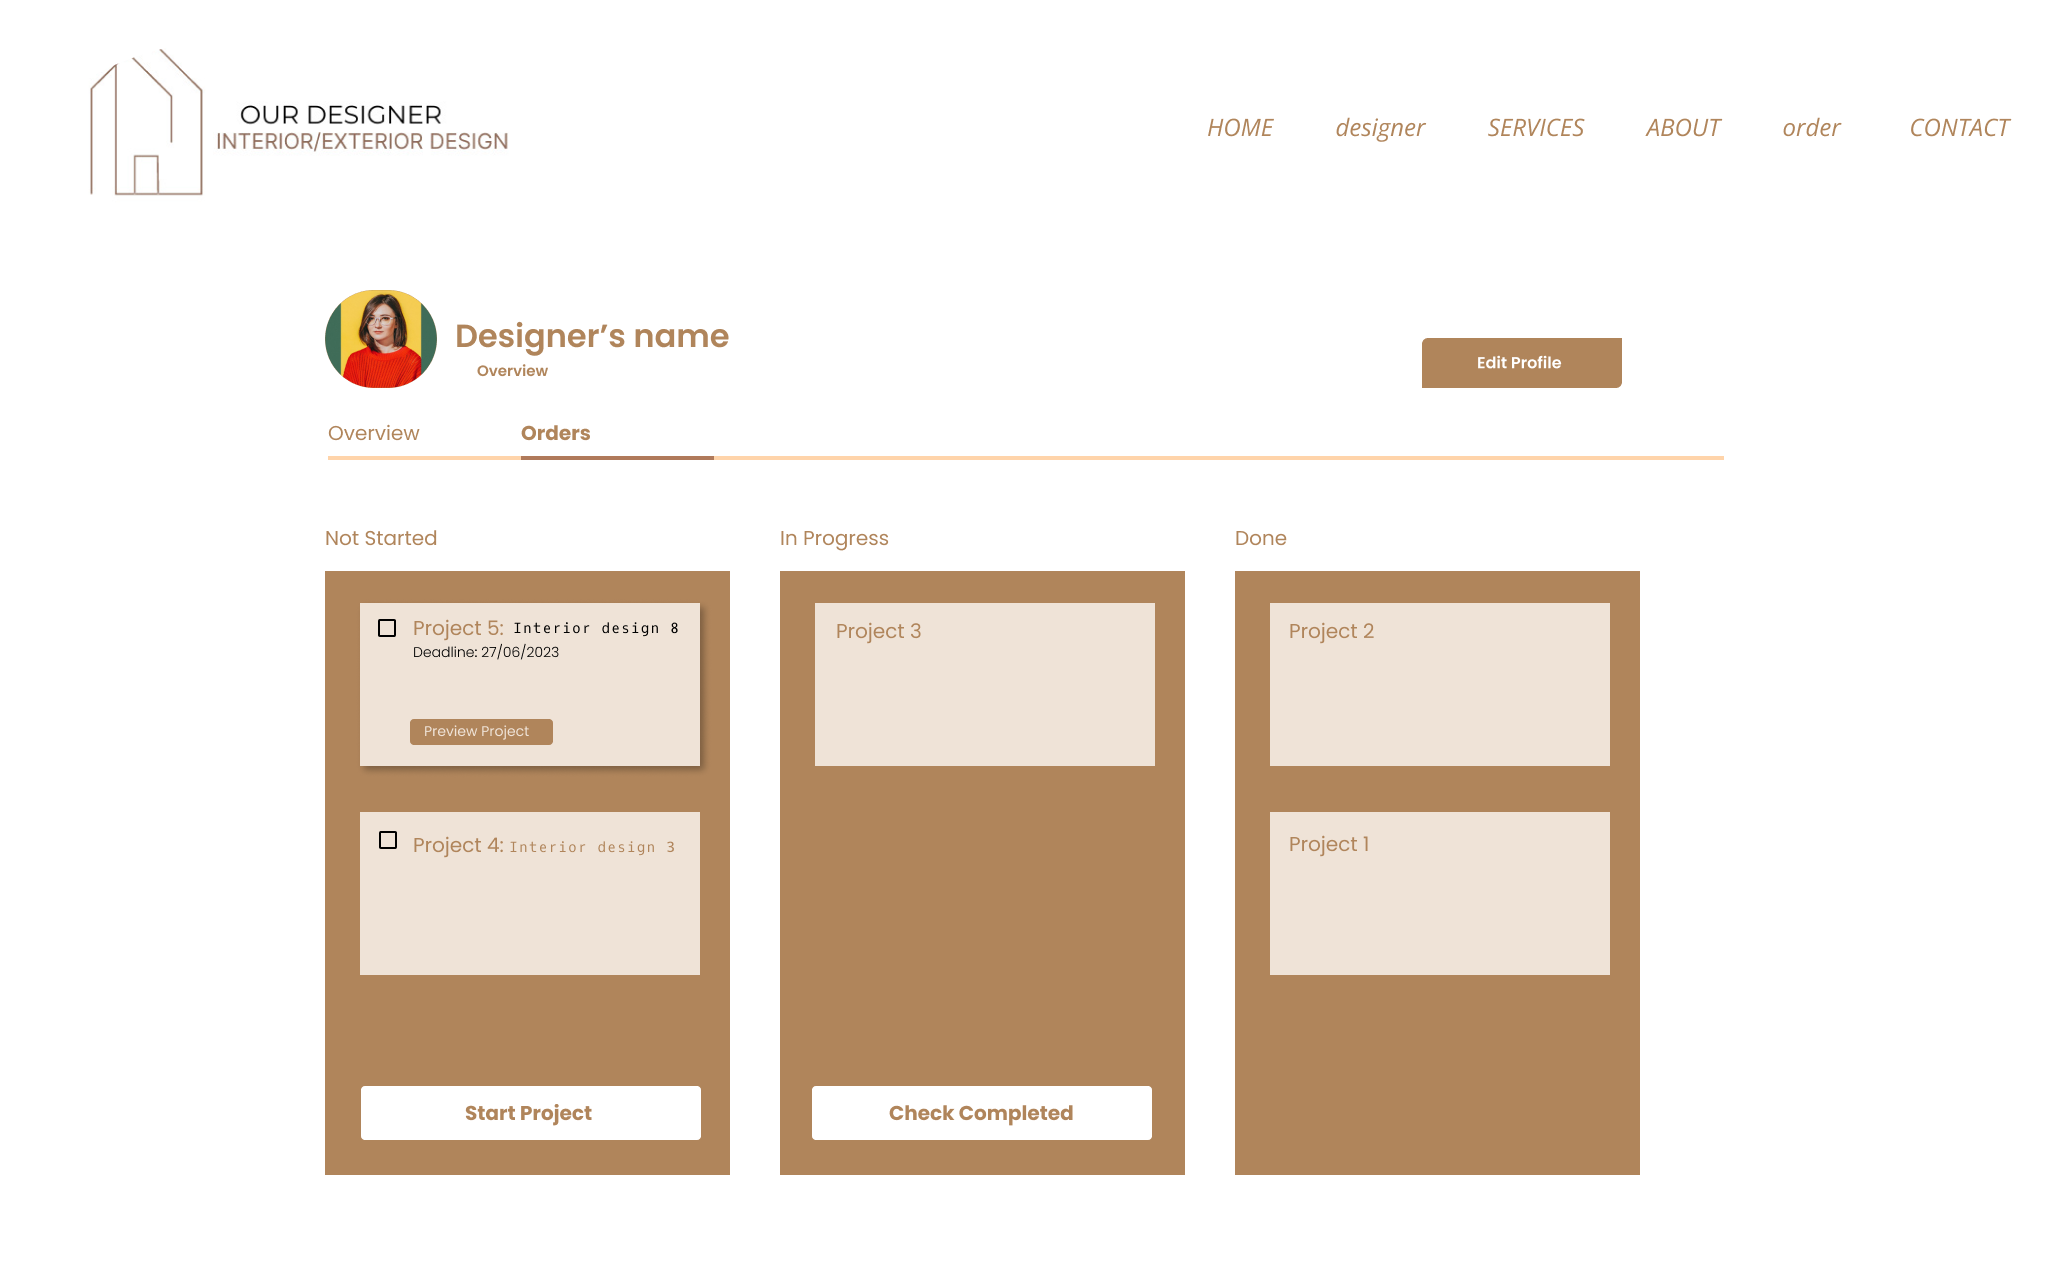 OUR DESIGNER
INTERIOR/EXTERIOR DESIGN
HOME designer SERVICES ABOUT order CONTACT
Designer’s name
Overview
Edit Profile
Overview Orders
Not Started
Project 5: Interior design 8
Deadline: 27/06/2023
Preview Project
Project 4: Interior design 3
Start Project
In Progress
Project 3
Check Completed
Done
Project 2
Project 1